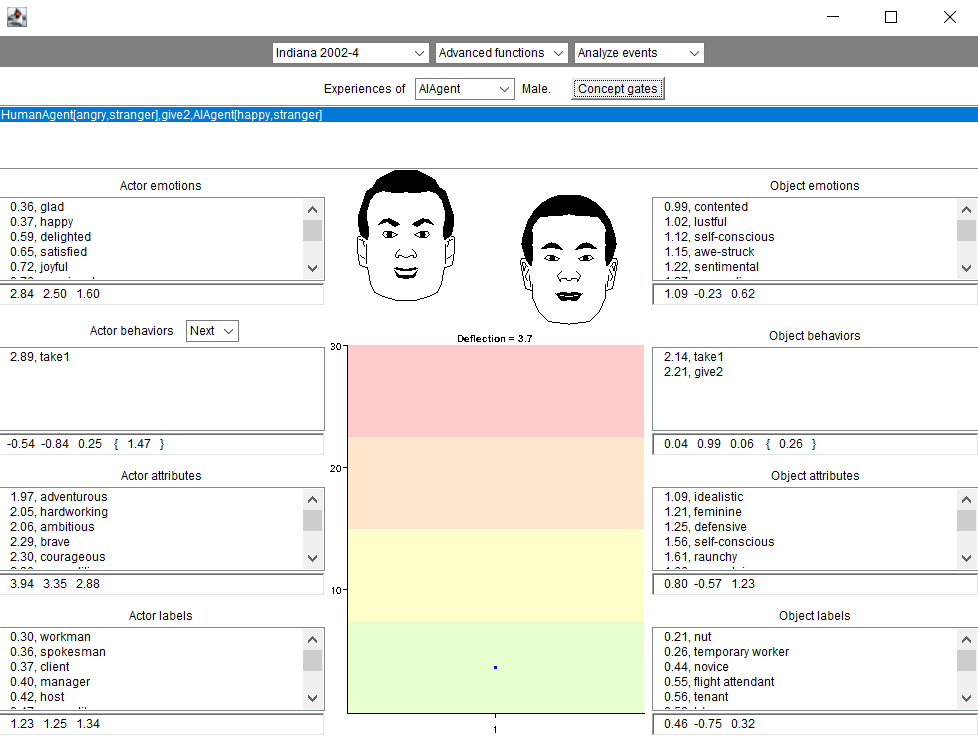 Indiana 2002-4 Advanced functions Analyze events
Experiences of AIAgent Male. Concept gates
HumanAgent[angry,stranger],give2,AIAgent[happy,stranger]
Actor emotions
0.36, glad
0.37, happy
0.59, delighted
0.65, satisfied
0.72, joyful
2.84 2.50 1.60
Object emotions
0.99, contented
1.02, lustful
1.12, self-conscious
1.15, awe-struck
1.22, sentimental
1.09 -0.23 0.62
Actor behaviors Next
2.89, take1
-0.54 -0.84 0.25 { 1.47 }
Deflection = 3.7
30
20
10
1
Object behaviors
2.14, take1
2.21, give2
0.04 0.99 0.06 { 0.26 }
Actor attributes
1.97, adventurous
2.05, hardworking
2.06, ambitious
2.29, brave
2.30, courageous
3.94 3.35 2.88
Object attributes
1.09, idealistic
1.21, feminine
1.25, defensive
1.56, self-conscious
1.61, raunchy
0.80 -0.57 1.23
Actor labels
0.30, workman
0.36, spokesman
0.37, client
0.40, manager
0.42, host
1.23 1.25 1.34
Object labels
0.21, nut
0.26, temporary worker
0.44, novice
0.55, flight attendant
0.56, tenant
0.46 -0.75 0.32